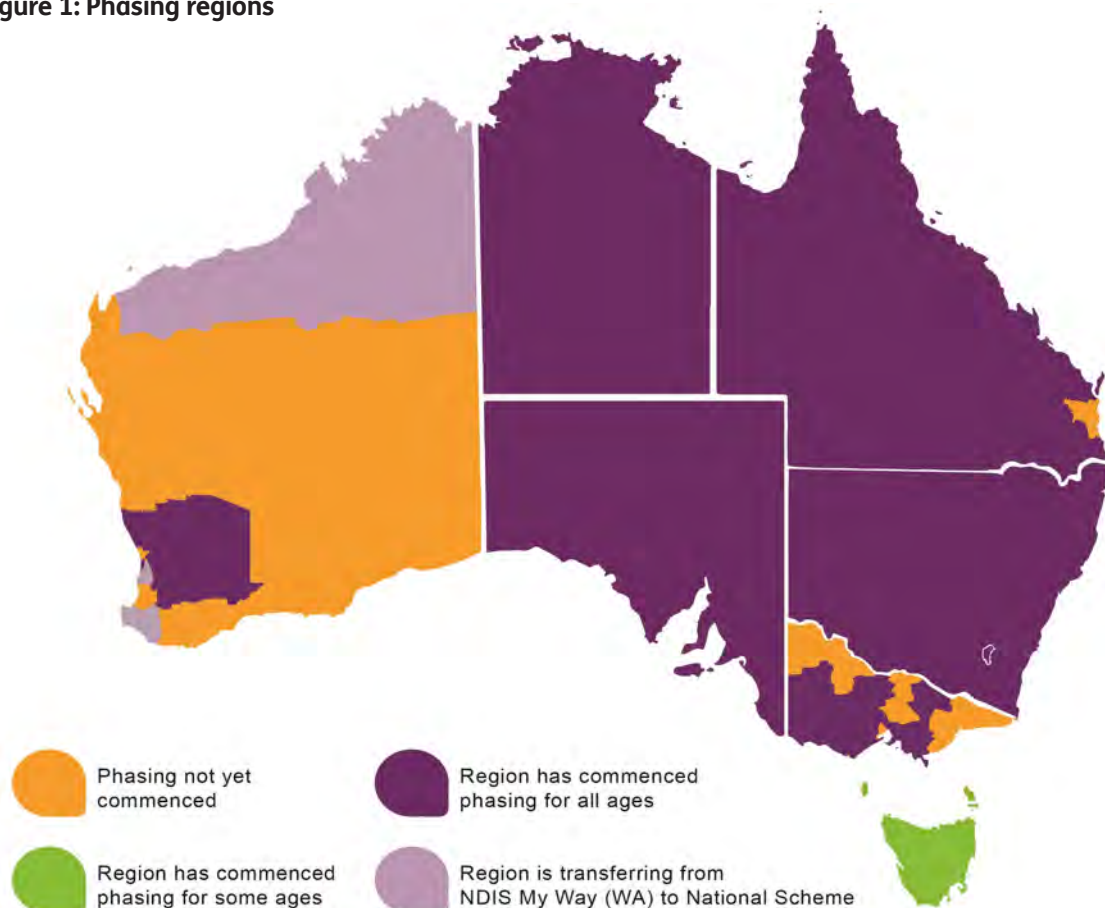 gure 1: Phasing regions
Phasing not yet
commenced
Region has commenced
phasing for all ages
Region has commenced
phasing for some ages
Region is transferring from
NDIS My Way (WA) to National Scheme